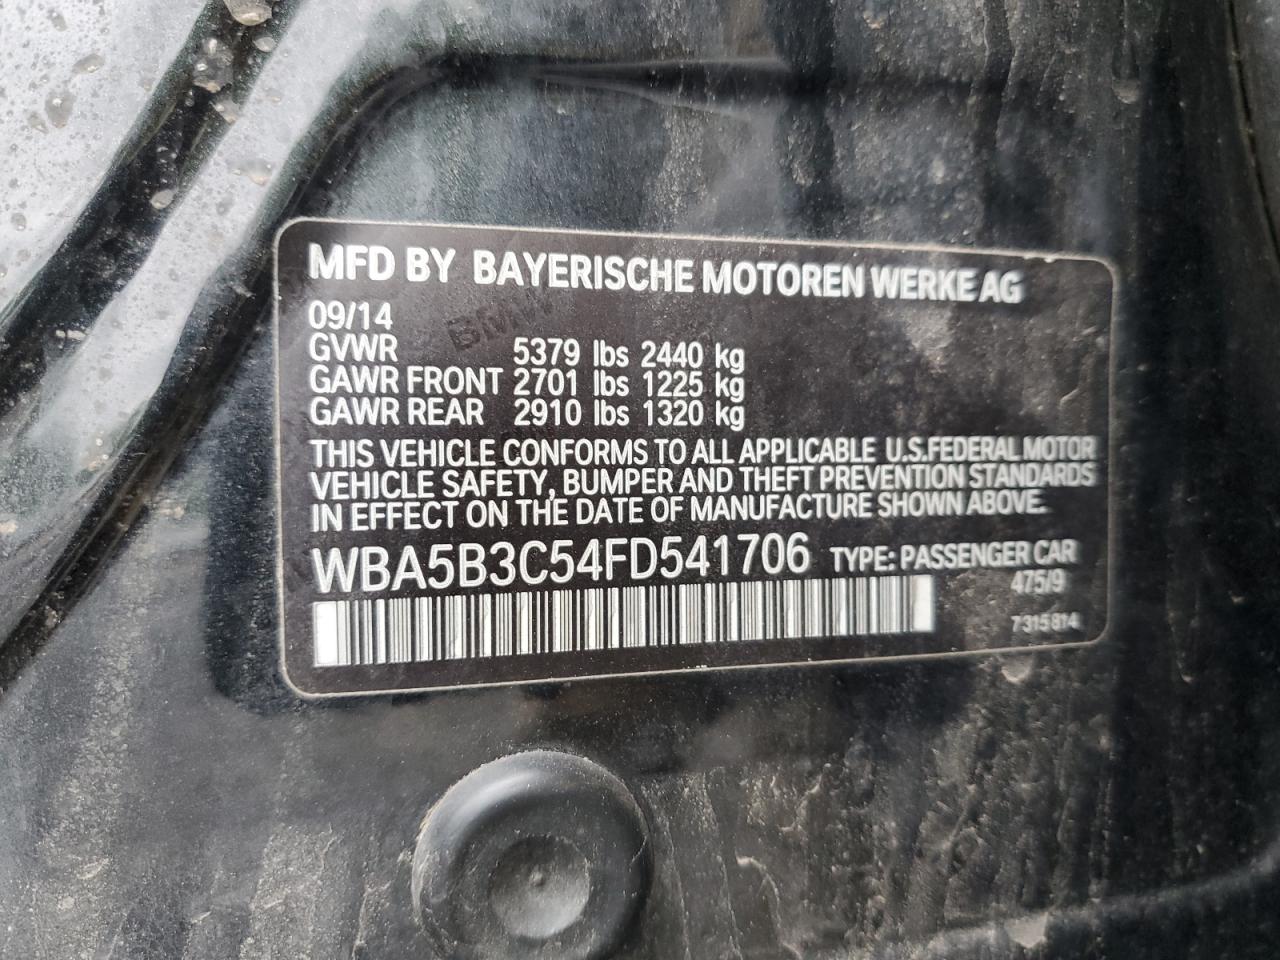 MFD BY BAYERISCHE MOTOREN WERKE AG
09/14
BMW
GVWR 5379 lbs 2440 kg
GAWR FRONT 2701 lbs 1225 kg
GAWR REAR 2910 lbs 1320 kg
THIS VEHICLE CONFORMS TO ALL APPLICABLE U.S.FEDERAL MOTOR
VEHICLE SAFETY, BUMPER AND THEFT PREVENTION STANDARDS
IN EFFECT ON THE DATE OF MANUFACTURE SHOWN ABOVE.
WBA5B3C54FD541706 TYPE: PASSENGER CAR
475/9
7315814